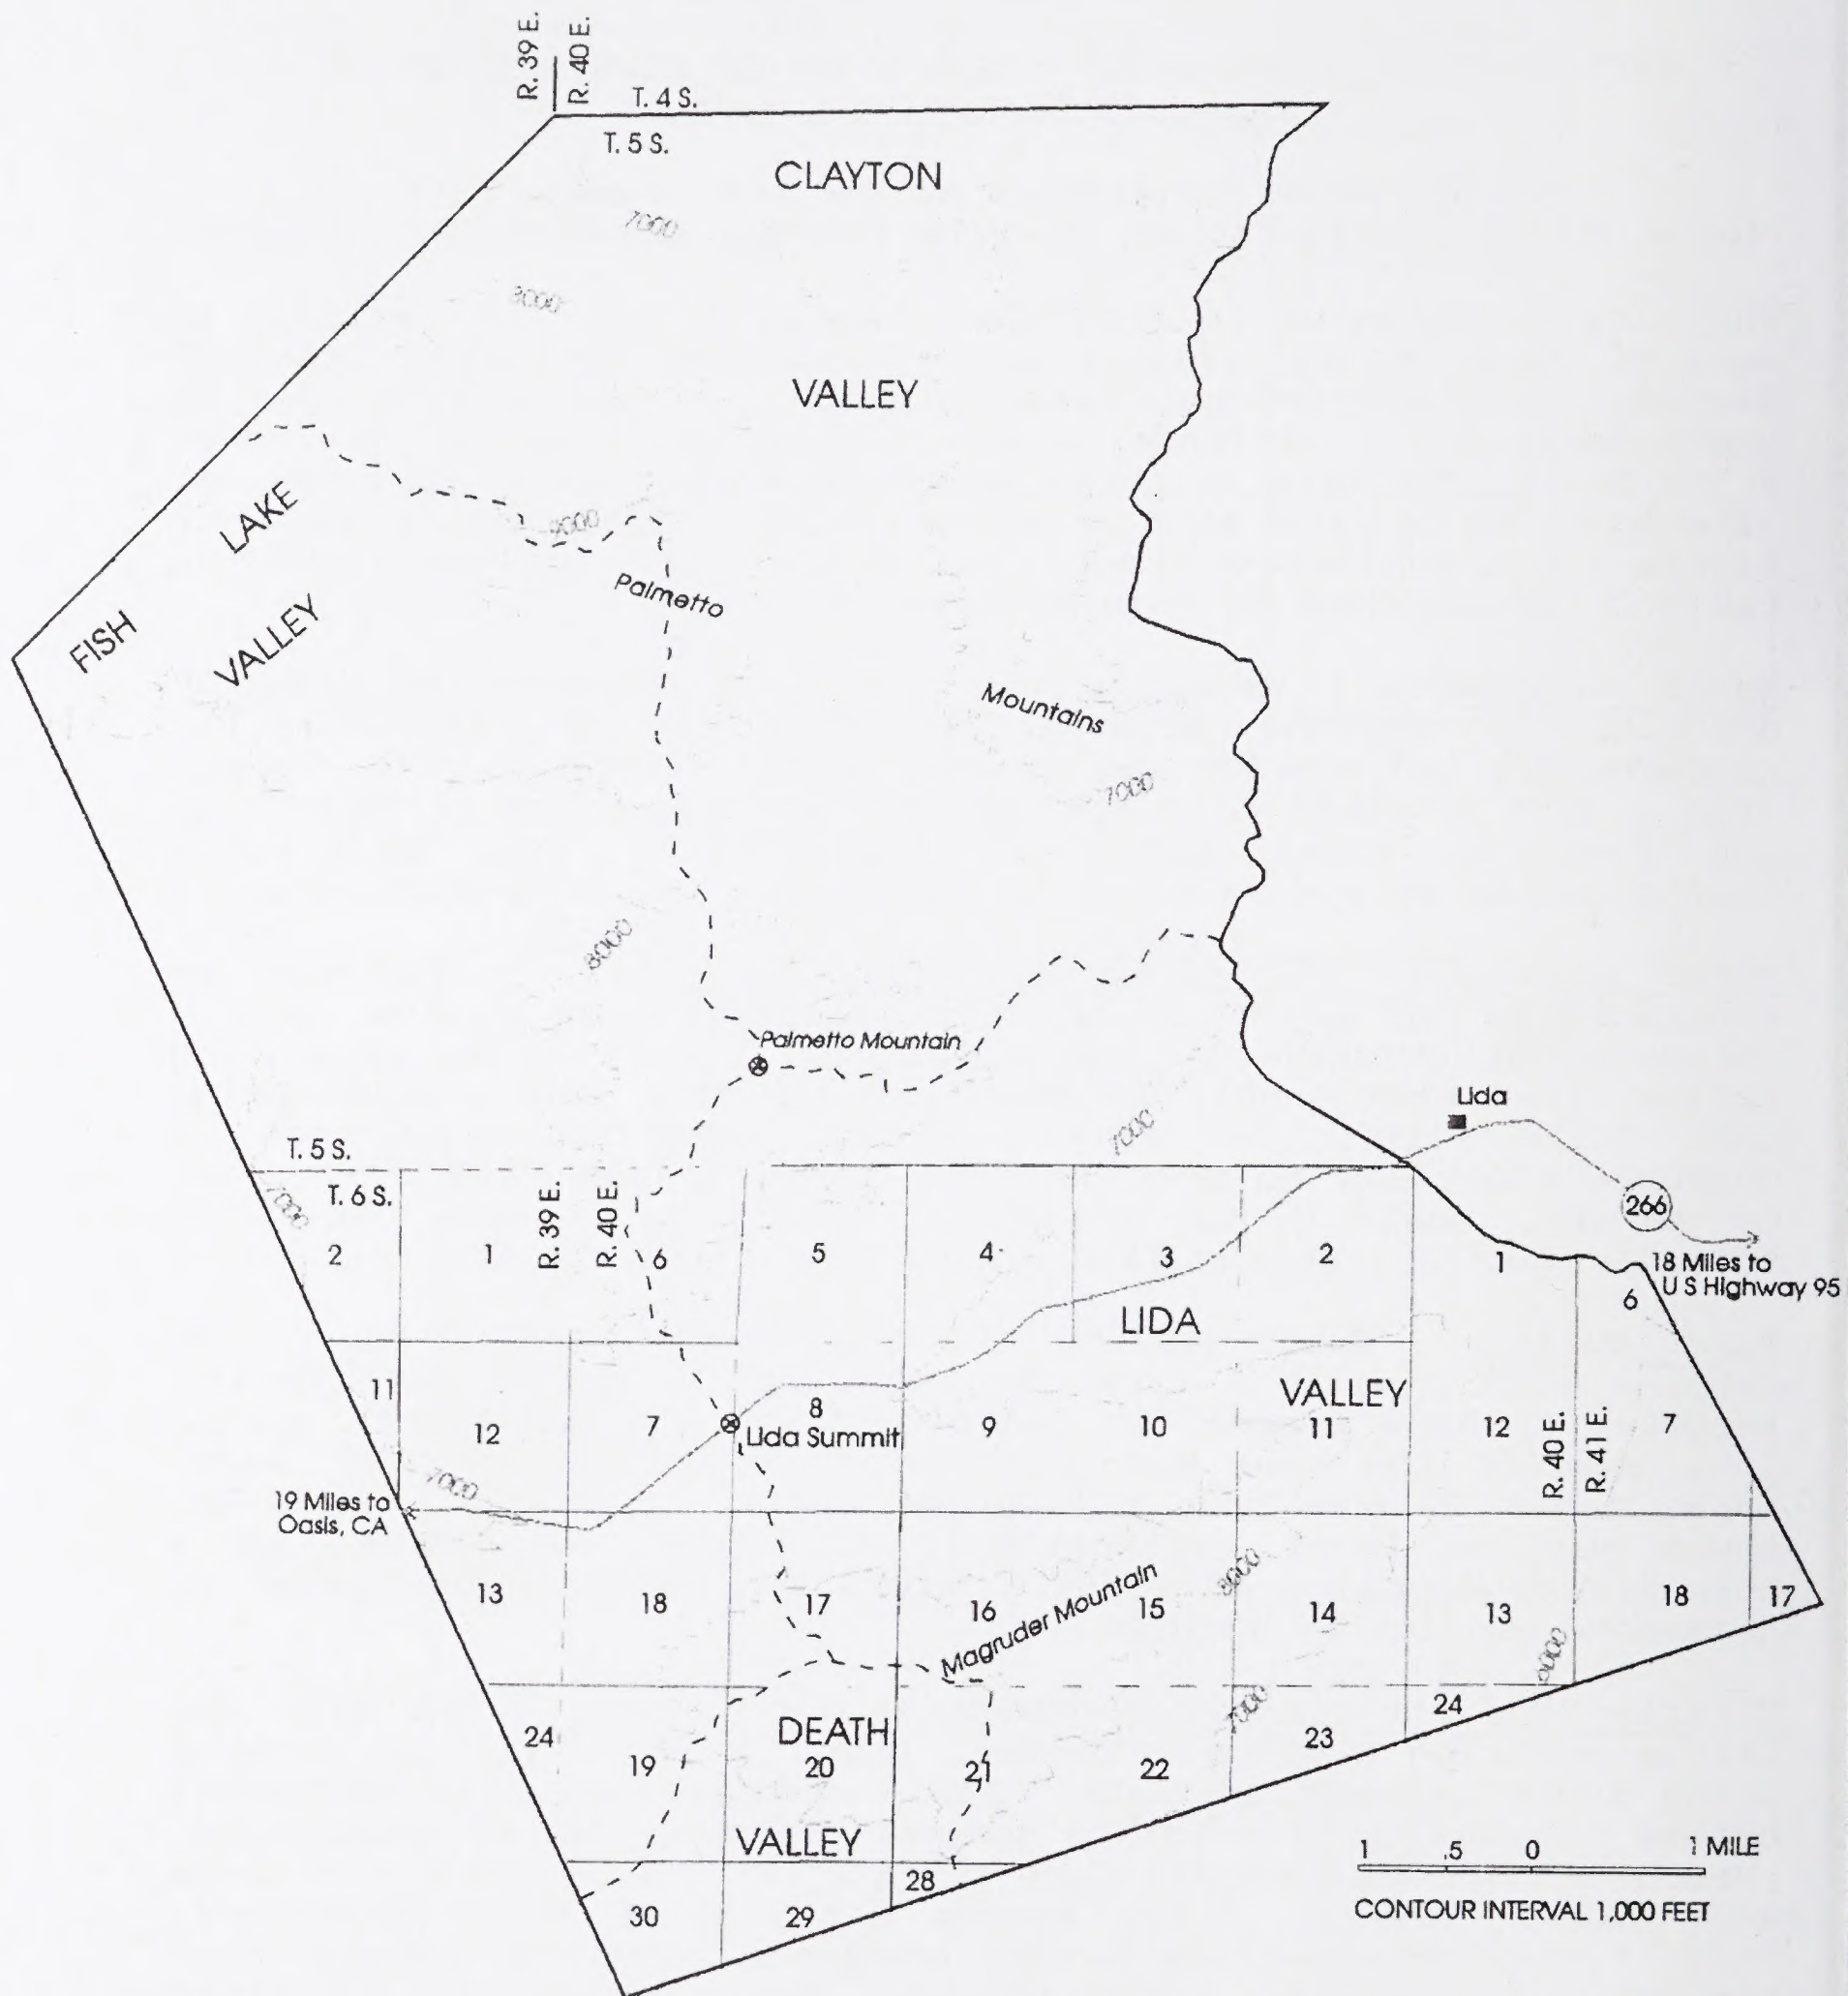 R. 39 E.
R. 40 E.
T. 4 S.
T. 5 S.
CLAYTON
7000
8000
VALLEY
LAKE
9000
Palmetto
FISH
VALLEY
Mountains
7000
8000
Palmetto Mountain
Lida
7000
T. 5 S.
T. 6 S.
7000
R. 39 E.
R. 40 E.
266
2
1
6
5
4
3
2
1
18 Miles to
U S Highway 95
6
LIDA
11
VALLEY
12
7
8
Lida Summit
9
10
11
12
R. 40 E.
R. 41 E.
7
7000
19 Miles to
Oasis, CA
13
18
17
16
Magruder Mountain
15
8000
14
13
6000
18
17
24
19
DEATH
20
21
22
7000
23
24
VALLEY
28
30
29
1 .5 0 1 MILE
CONTOUR INTERVAL 1,000 FEET